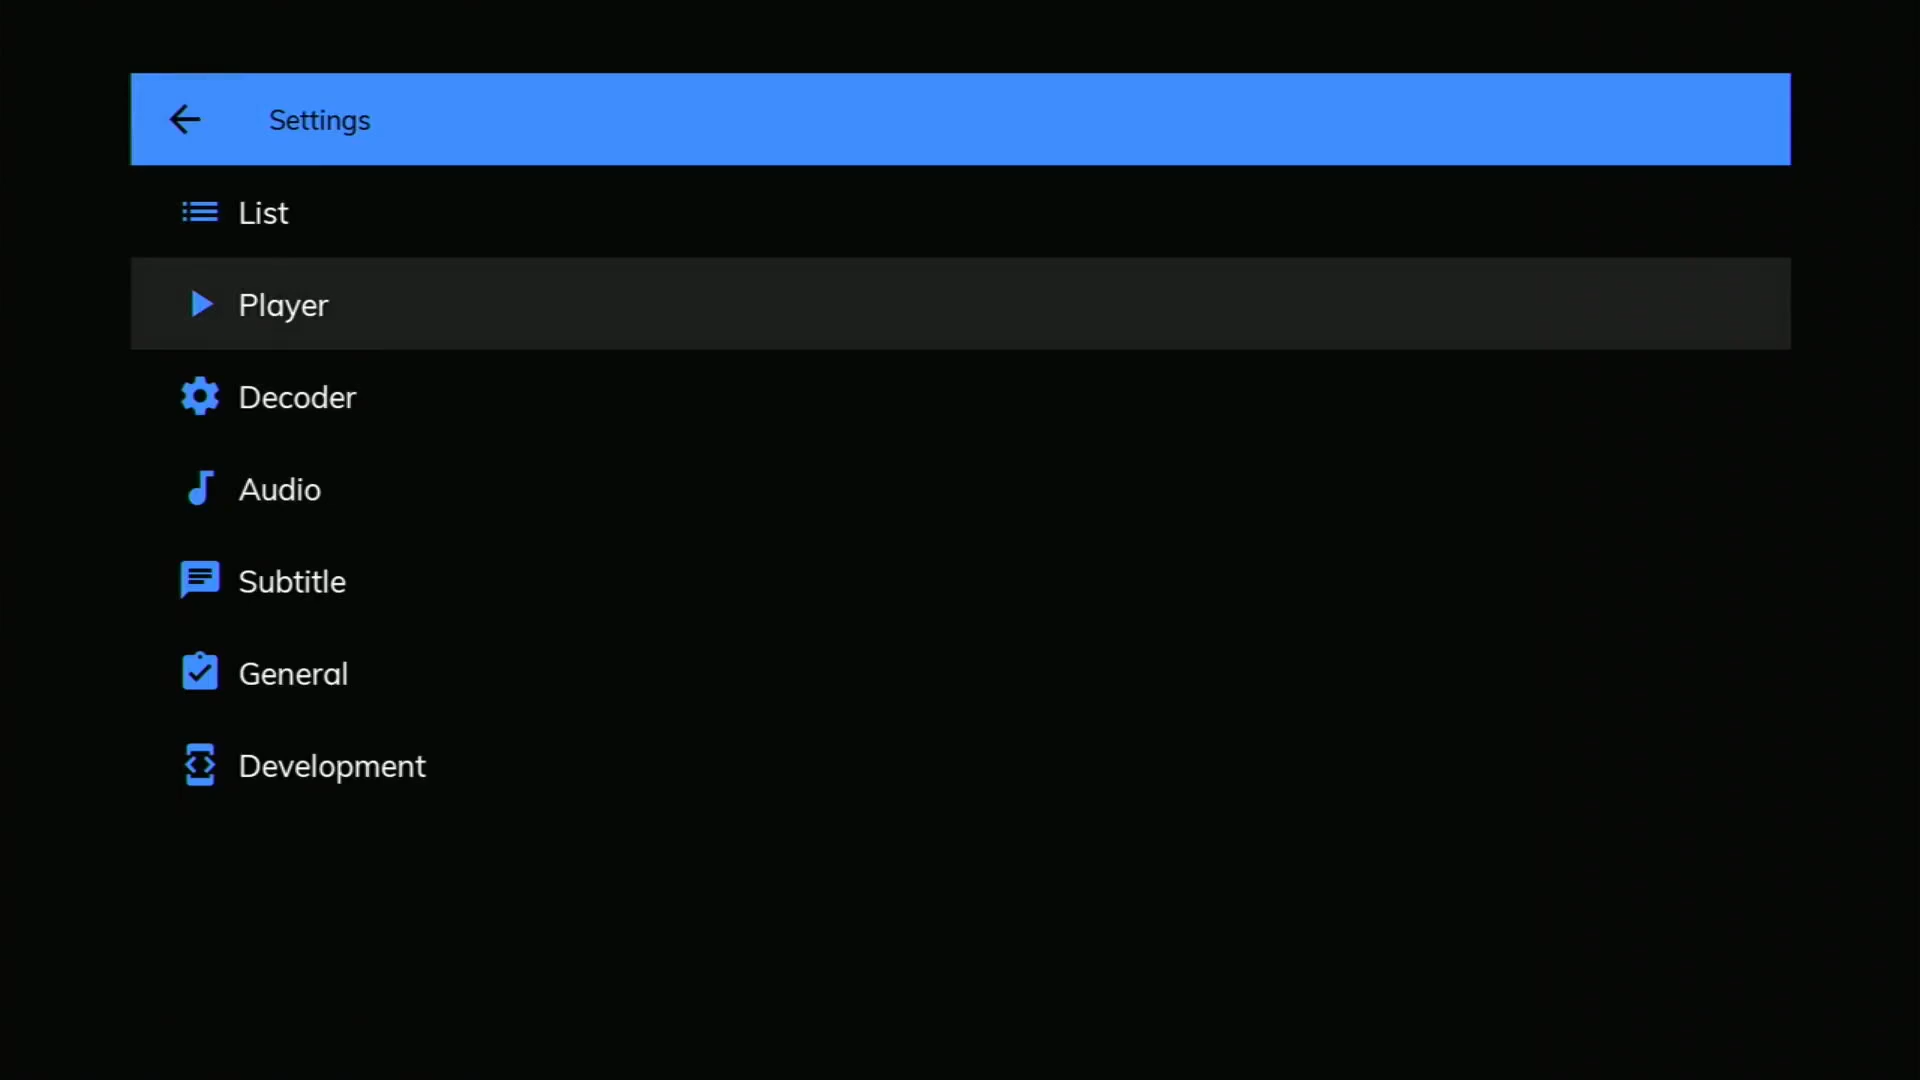 Settings
List
Player
Decoder
Audio
Subtitle
General
Development